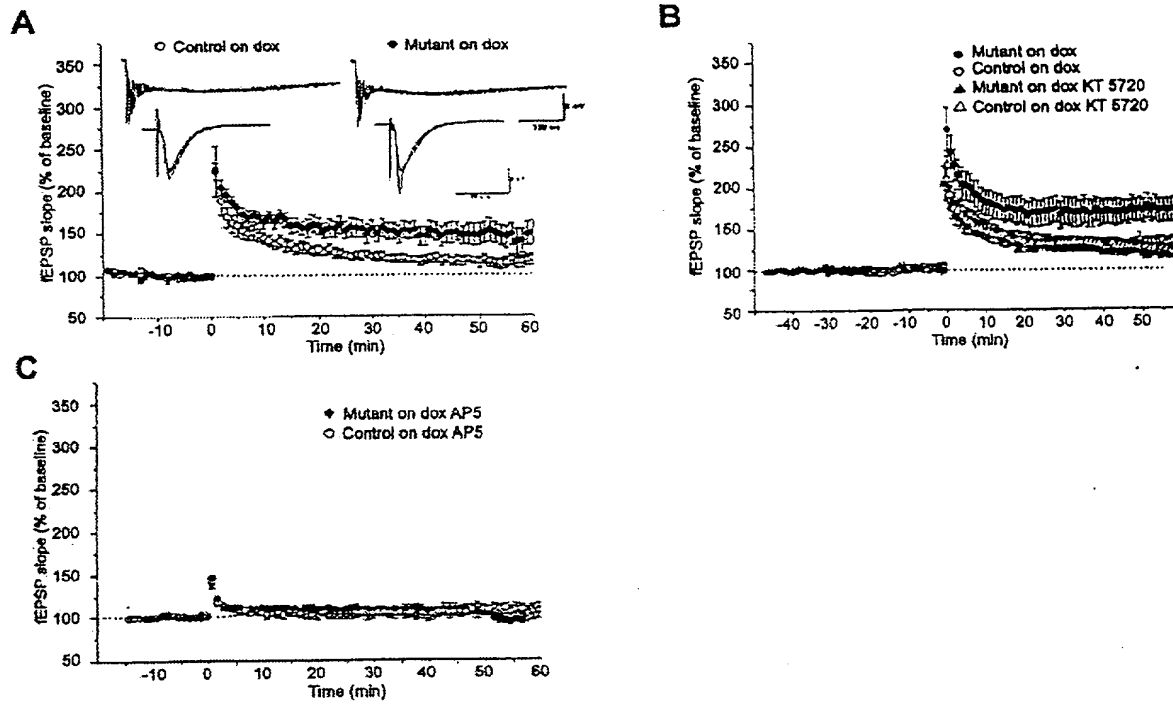 A
Control on dox
Mutant on dox
fEPSP slope (% of baseline)
350
300
250
200
150
100
50
-10
0
10
20
30
40
50
60
Time (min)
B
Mutant on dox
Control on dox
Mutant on dox KT 5720
Control on dox KT 5720
fEPSP slope (% of baseline)
350
300
250
200
150
100
50
-40
-30
-20
-10
0
10
20
30
40
50
Time (min)
C
Mutant on dox AP5
Control on dox AP5
fEPSP slope (% of baseline)
350
300
250
200
150
100
50
-10
0
10
20
30
40
50
60
Time (min)